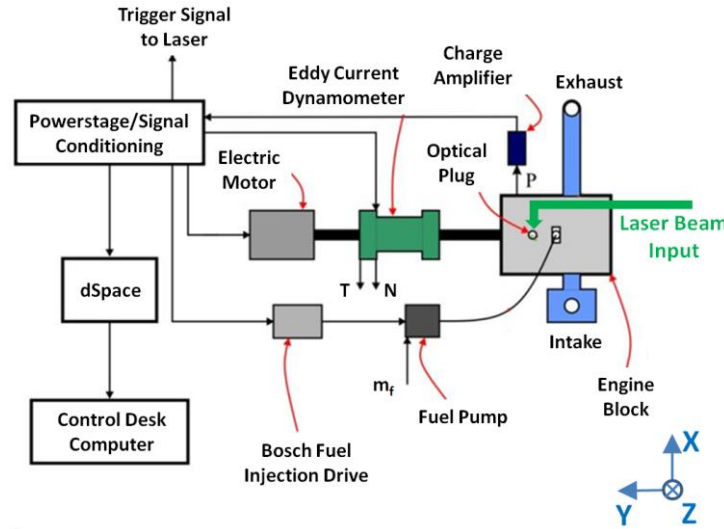 Trigger Signal
to Laser
Eddy Current
Dynamometer
Charge
Amplifier
Exhaust
Powerstage/Signal
Conditioning
Electric
Motor
Optical
Plug
P
Laser Beam
Input
dSpace
T
N
Intake
m_f
Fuel Pump
Engine
Block
Control Desk
Computer
Bosch Fuel
Injection Drive
X
Y
Z